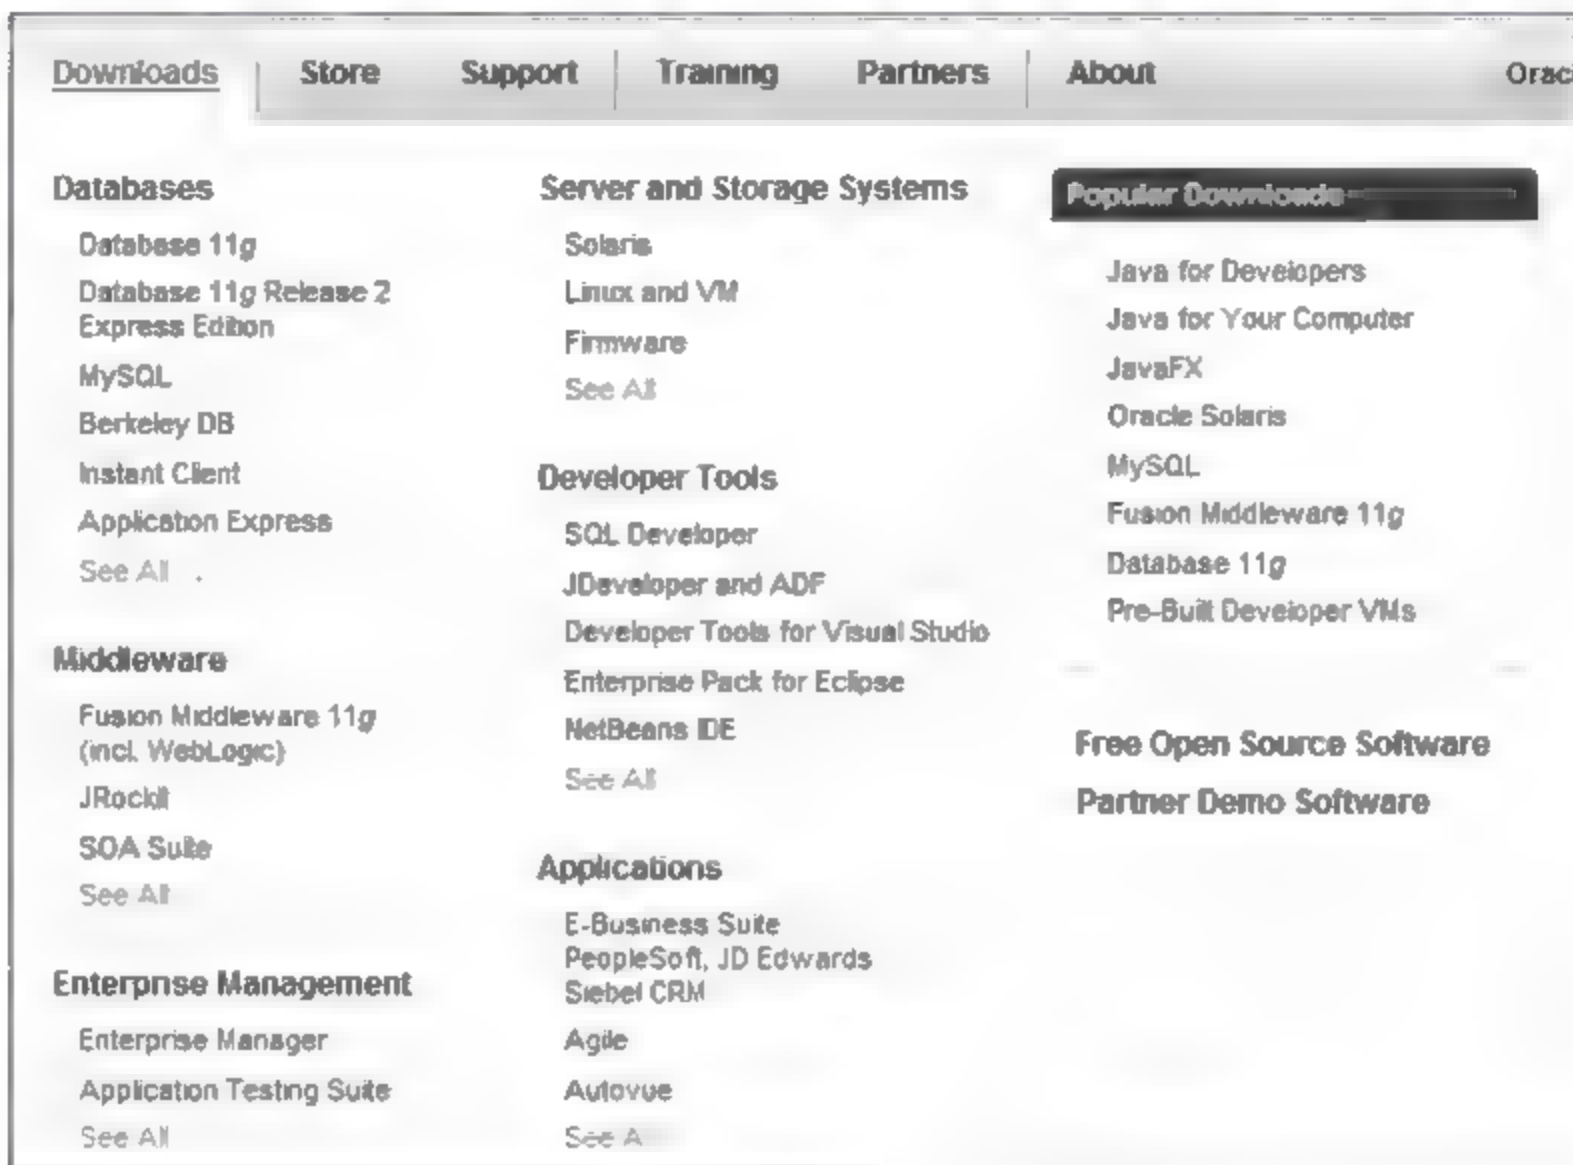 Downloads Store Support Training Partners About
Databases
Database 11g
Database 11g Release 2
Express Edition
MySQL
Berkeley DB
Instant Client
Application Express
See All
Middleware
Fusion Middleware 11g
(incl. WebLogic)
JRockit
SOA Suite
See All
Enterprise Management
Enterprise Manager
Application Testing Suite
See All
Server and Storage Systems
Solaris
Linux and VM
Firmware
See All
Developer Tools
SQL Developer
JDeveloper and ADF
Developer Tools for Visual Studio
Enterprise Pack for Eclipse
NetBeans IDE
See All
Applications
E-Business Suite
PeopleSoft, JD Edwards
Siebel CRM
Agile
Autovue
See All
Popular Downloads
Java for Developers
Java for Your Computer
JavaFX
Oracle Solaris
MySQL
Fusion Middleware 11g
Database 11g
Pre-Built Developer VMs
Free Open Source Software
Partner Demo Software